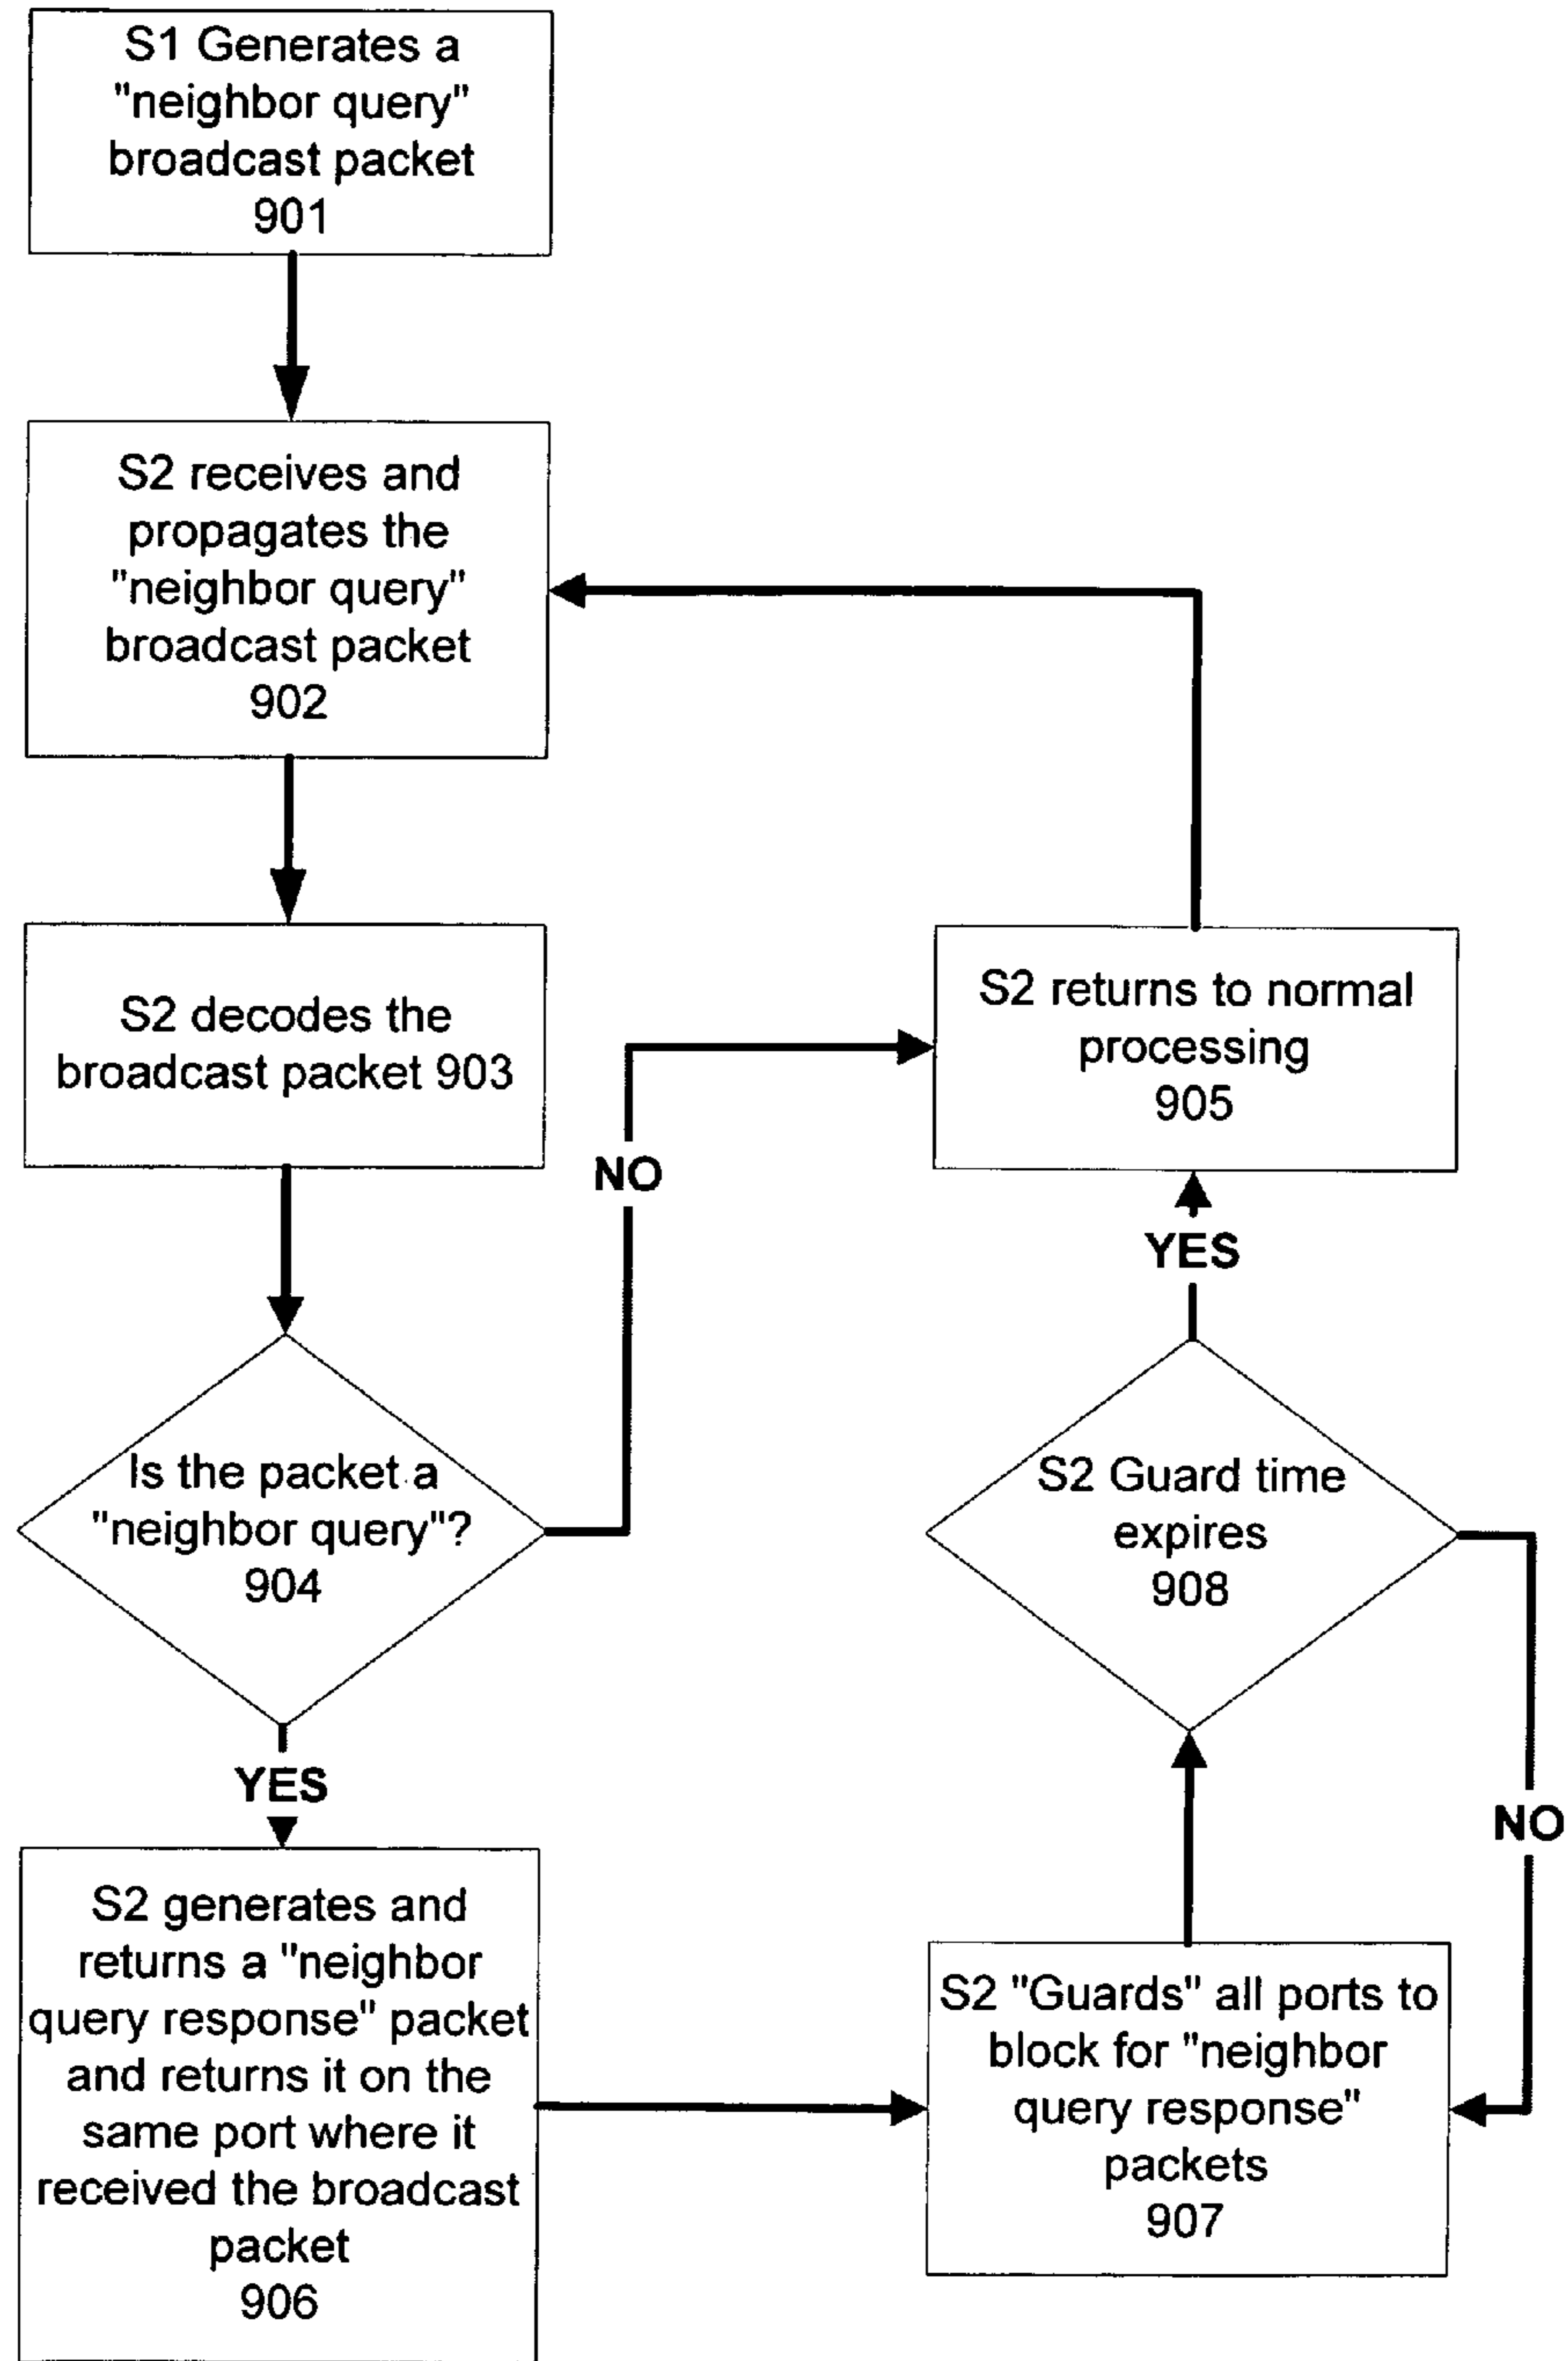 S1 Generates a
"neighbor query"
broadcast packet
901
S2 receives and
propagates the
"neighbor query"
broadcast packet
902
S2 decodes the
broadcast packet 903
NO
S2 returns to normal
processing
905
YES
Is the packet a
"neighbor query"?
904
S2 Guard time
expires
908
YES
NO
S2 generates and
returns a "neighbor
query response" packet
and returns it on the
same port where it
received the broadcast
packet
906
S2 "Guards" all ports to
block for "neighbor
query response"
packets
907